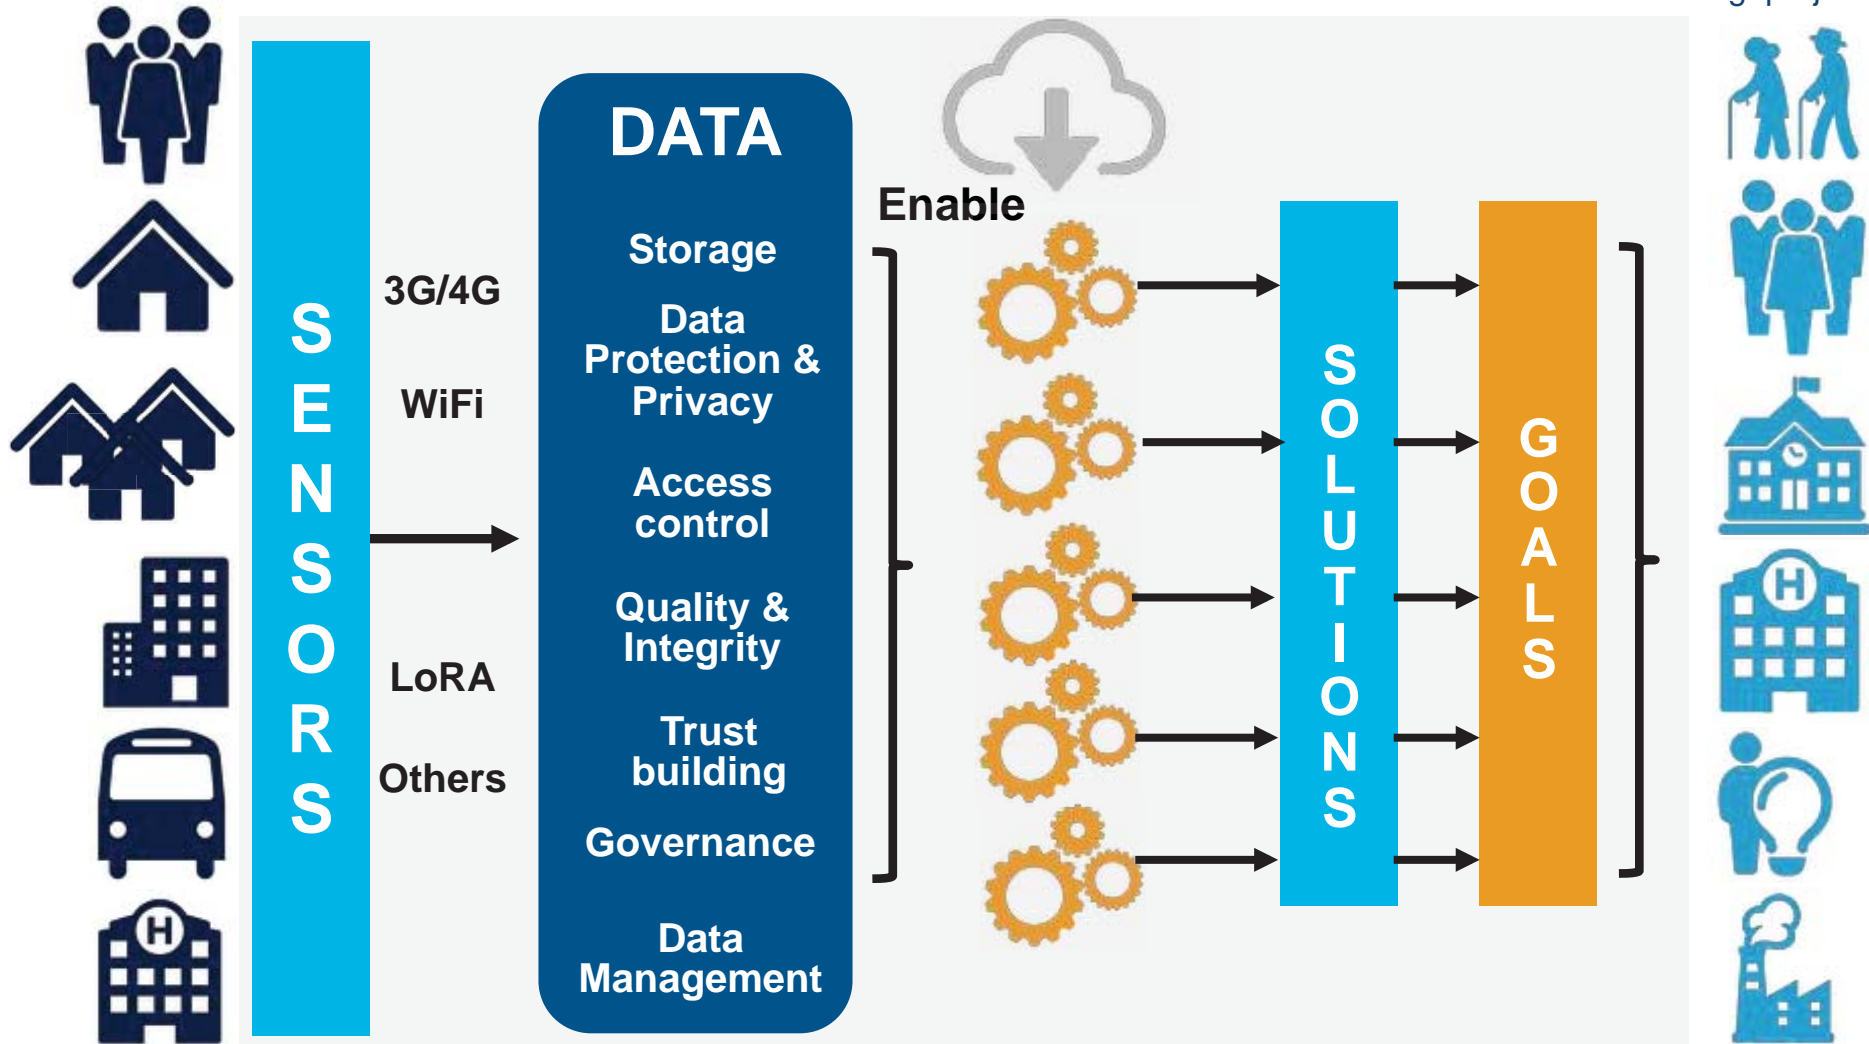 SENSORS
3G/4G
WiFi
LoRA
Others
DATA
Storage
Data
Protection &
Privacy
Access
control
Quality &
Integrity
Trust
building
Governance
Data
Management
Enable
SOLUTIONS
GOALS
H
H